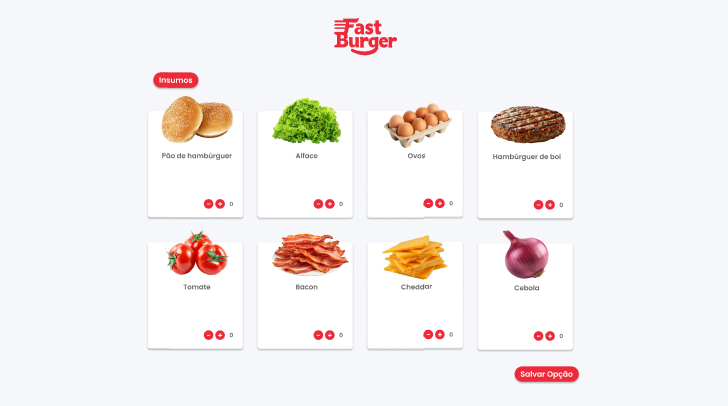 Fast
Burger
Insumos
Pão de hambúrguer
Alface
Ovos
Hambúrguer de boi
- + 0
- + 0
- + 0
- + 0
Tomate
Bacon
Cheddar
Cebola
- + 0
- + 0
- + 0
- + 0
Salvar Opção